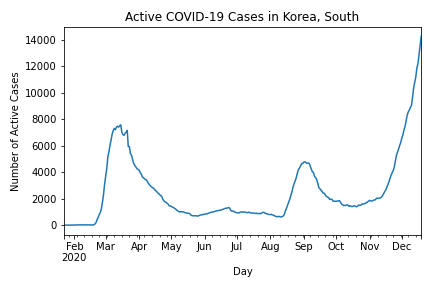 Active COVID-19 Cases in Korea, South
14000
12000
10000
8000
6000
4000
2000
0
Number of Active Cases
Feb Mar Apr May Jun Jul Aug Sep Oct Nov Dec
2020
Day